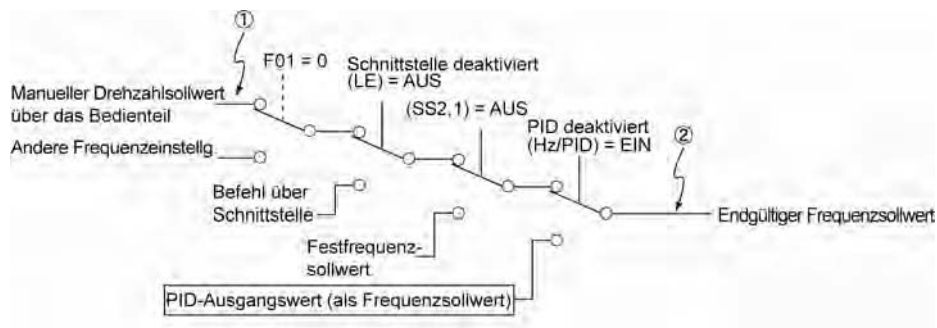 ①
F01 = 0
Schnittstelle deaktiviert
(LE) = AUS
Manueller Drehzahlsollwert
über das Bedienteil
(SS2,1) = AUS
PID deaktiviert
(Hz/PID) = EIN
②
Andere Frequenzeinstellg
Befehl über
Schnittstelle
Endgültiger Frequenzsollwert
Festfrequenz-
sollwert
PID-Ausgangswert (als Frequenzsollwert)